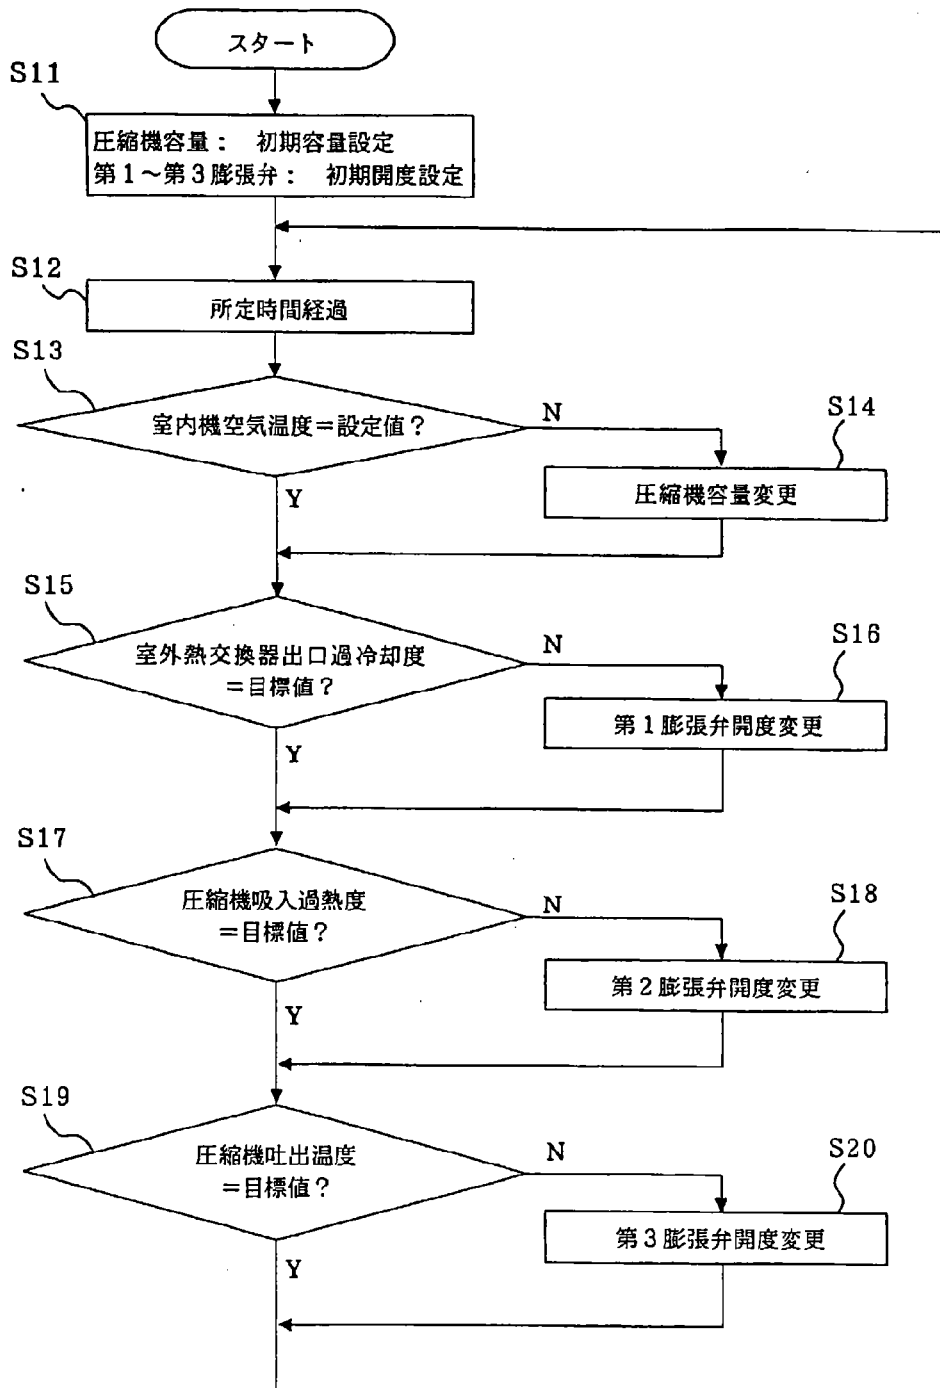 スタート
S11
圧縮機容量： 初期容量設定
第1～第3膨張弁： 初期開度設定
S12
所定時間経過
S13
室内機空気温度＝設定値？
N
S14
圧縮機容量変更
Y
S15
室外熱交換器出口過冷却度
＝目標値？
N
S16
第1膨張弁開度変更
Y
S17
圧縮機吸入過熱度
＝目標値？
N
S18
第2膨張弁開度変更
Y
S19
圧縮機吐出温度
＝目標値？
N
S20
第3膨張弁開度変更
Y